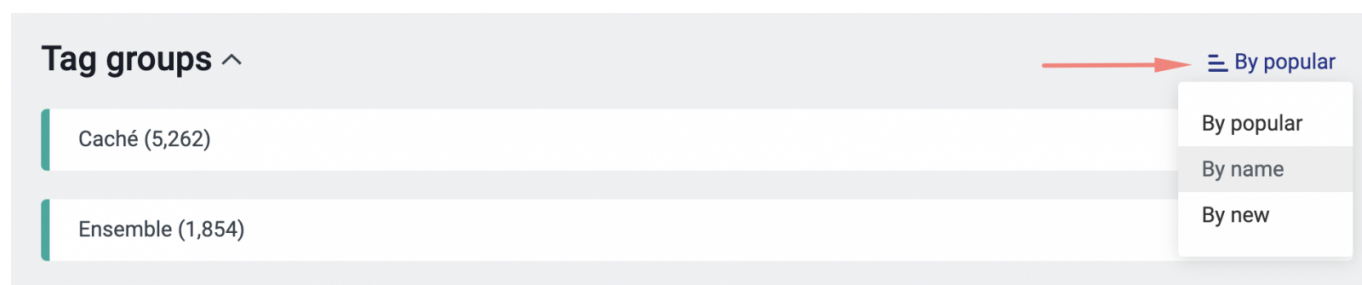 Tag groups
By popular
By popular
By name
By new
Caché (5,262)
Ensemble (1,854)